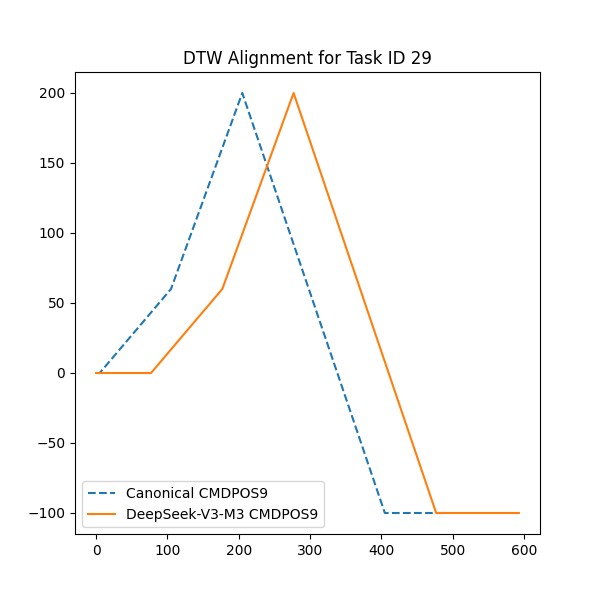 DTW Alignment for Task ID 29
200
150
100
50
0
−50
−100
Canonical CMDPOS9
DeepSeek-V3-M3 CMDPOS9
0 100 200 300 400 500 600